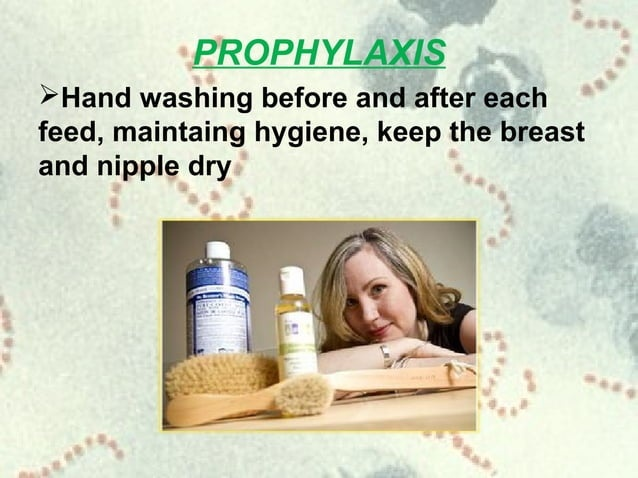 PROPHYLAXIS
➢Hand washing before and after each
feed, maintaing hygiene, keep the breast
and nipple dry